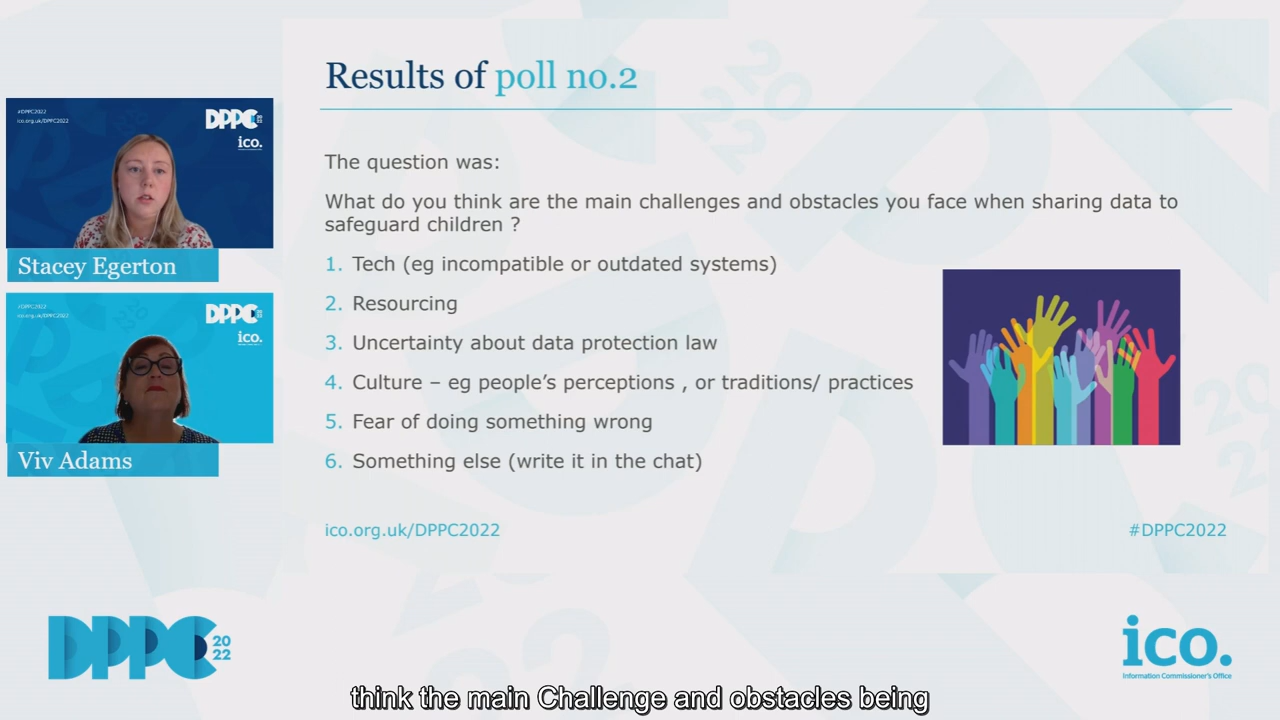 Results of poll no.2
#DPPC2022
ico.org.uk/DPPC2022
DPPC 2022
ico.
Stacey Egerton
#DPPC2022
ico.org.uk/DPPC2022
DPPC 2022
ico.
Viv Adams
The question was:
What do you think are the main challenges and obstacles you face when sharing data to
safeguard children ?
1. Tech (eg incompatible or outdated systems)
2. Resourcing
3. Uncertainty about data protection law
4. Culture – eg people's perceptions , or traditions/ practices
5. Fear of doing something wrong
6. Something else (write it in the chat)
ico.org.uk/DPPC2022
#DPPC2022
DPPC 20
22
ico.
Information Commissioner's Office
think the main Challenge and obstacles being